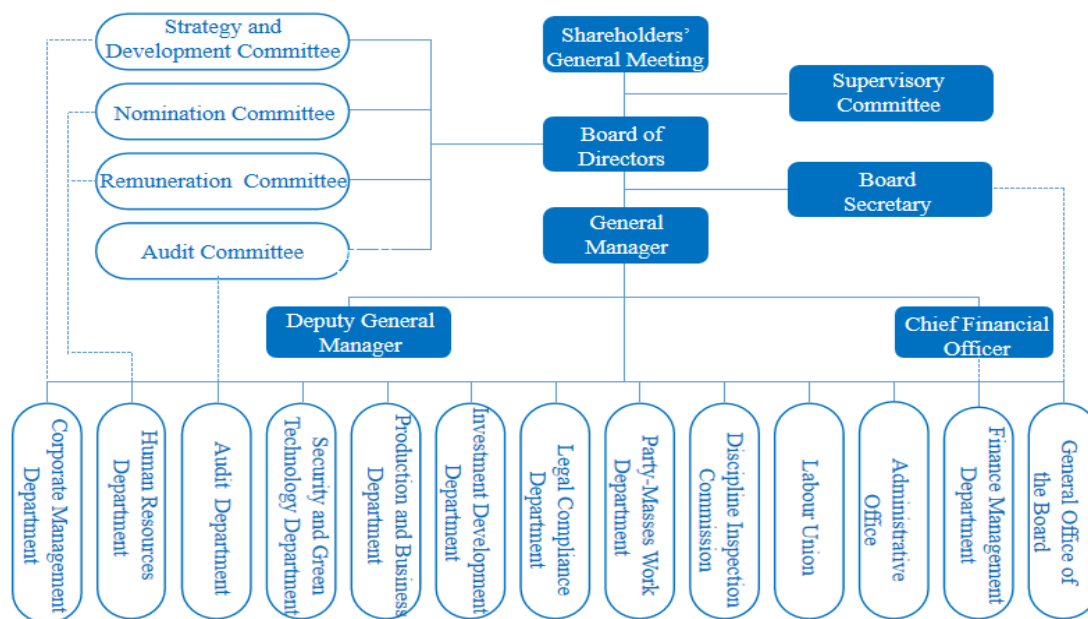 Strategy and
Development Committee
Shareholders’
General Meeting
Supervisory
Committee
Nomination Committee
Board of
Directors
Remuneration Committee
Board
Secretary
General
Manager
Audit Committee
Deputy General
Manager
Chief Financial
Officer
Corporate Management
Department
Human Resources
Department
Audit Department
Security and Green
Technology Department
Production and Business
Department
Investment Development
Department
Legal Compliance
Department
Party-Masses Work
Department
Discipline Inspection
Commission
Labour Union
Administrative
Office
Finance Management
Department
General Office of
the Board